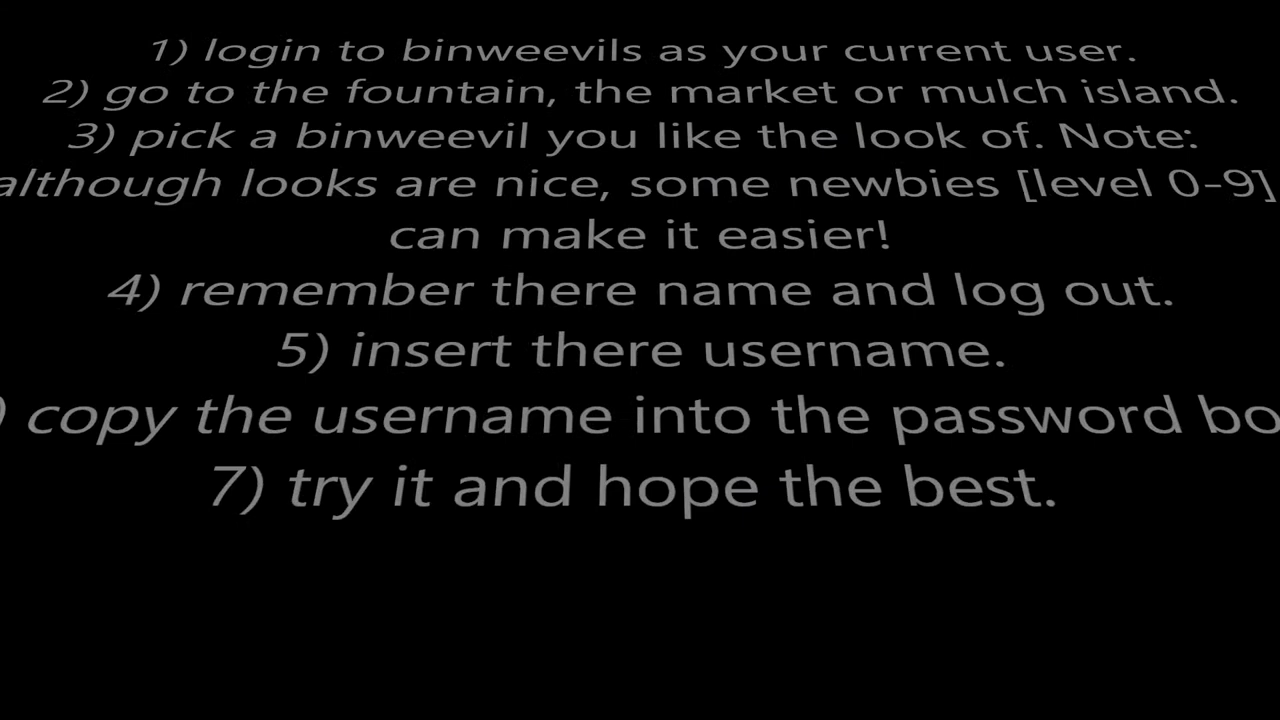 1) login to binweevils as your current user.
2) go to the fountain, the market or mulch island.
3) pick a binweevil you like the look of. Note:
although looks are nice, some newbies [level 0-9]
can make it easier!
4) remember there name and log out.
5) insert there username.
) copy the username into the password bo
7) try it and hope the best.